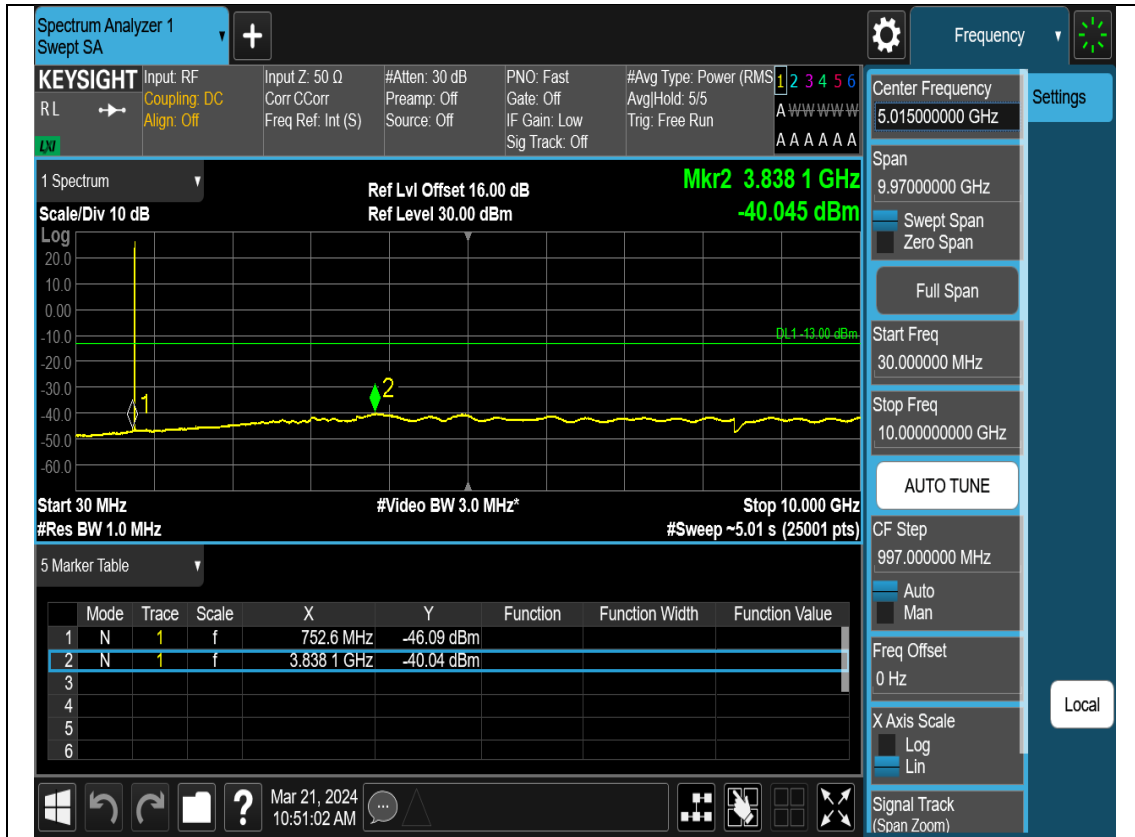 Spectrum Analyzer 1
Swept SA
Frequency
KEYSIGHT
RL
LXI
Input: RF
Coupling: DC
Align: Off
Input Z: 50 Ω
Corr CCorr
Freq Ref: Int (S)
#Atten: 30 dB
Preamp: Off
Source: Off
PNO: Fast
Gate: Off
IF Gain: Low
Sig Track: Off
#Avg Type: Power (RMS
Avg|Hold: 5/5
Trig: Free Run
1 2 3 4 5 6
A W W W W W
A A A A A A
1 Spectrum
Scale/Div 10 dB
Ref Lvl Offset 16.00 dB
Ref Level 30.00 dBm
Mkr2 3.838 1 GHz
-40.045 dBm
Log
20.0
10.0
0.00
-10.0
-20.0
-30.0
-40.0
-50.0
-60.0
DL1 -13.00 dBm
1
2
Start 30 MHz
#Video BW 3.0 MHz*
Stop 10.000 GHz
#Res BW 1.0 MHz
#Sweep ~5.01 s (25001 pts)
5 Marker Table
Mode Trace Scale X Y Function Function Width Function Value
1 N 1 f 752.6 MHz -46.09 dBm
2 N 1 f 3.838 1 GHz -40.04 dBm
3
4
5
6
Mar 21, 2024
10:51:02 AM
?
Center Frequency
5.015000000 GHz
Settings
Span
9.97000000 GHz
Swept Span
Zero Span
Full Span
Start Freq
30.000000 MHz
Stop Freq
10.000000000 GHz
AUTO TUNE
CF Step
997.000000 MHz
Auto
Man
Freq Offset
0 Hz
X Axis Scale
Log
Lin
Local
Signal Track
(Span Zoom)